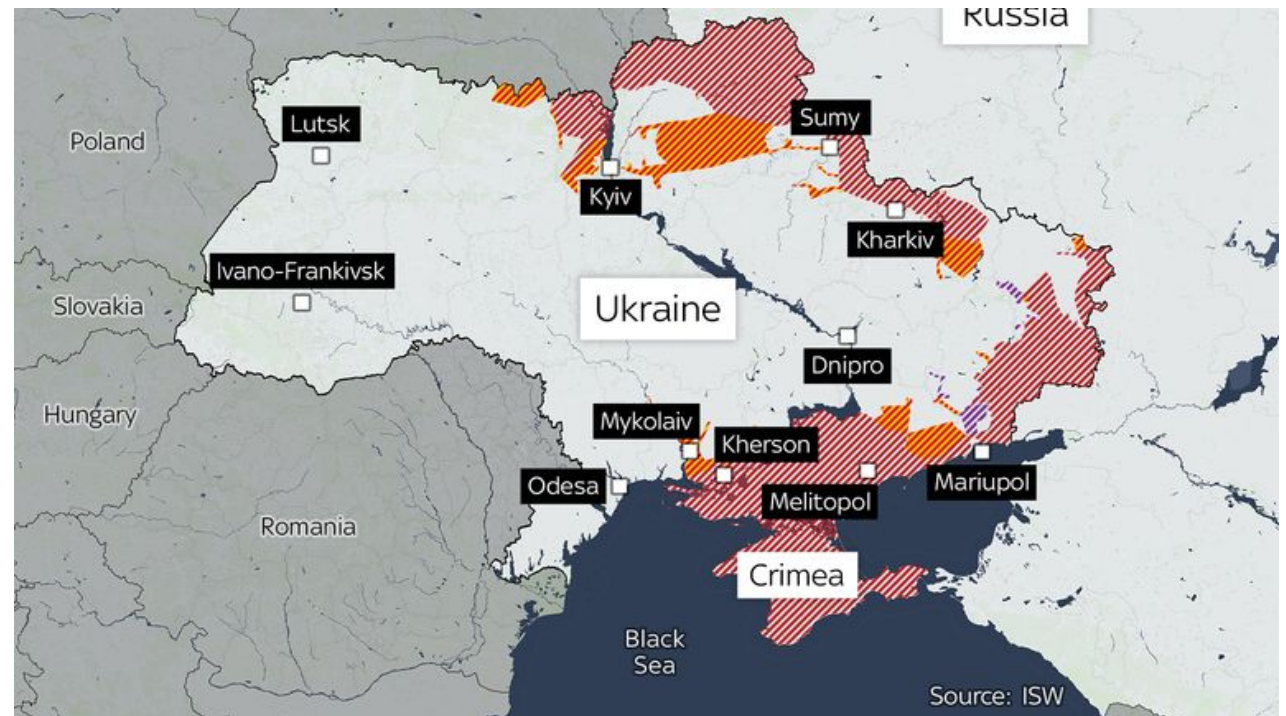 Russia
Sumy
Lutsk
Poland
Kyiv
Kharkiv
Ivano-Frankivsk
Slovakia
Ukraine
Dnipro
Hungary
Mykolaiv
Kherson
Odesa
Melitopol
Mariupol
Romania
Crimea
Black
Sea
Source: ISW